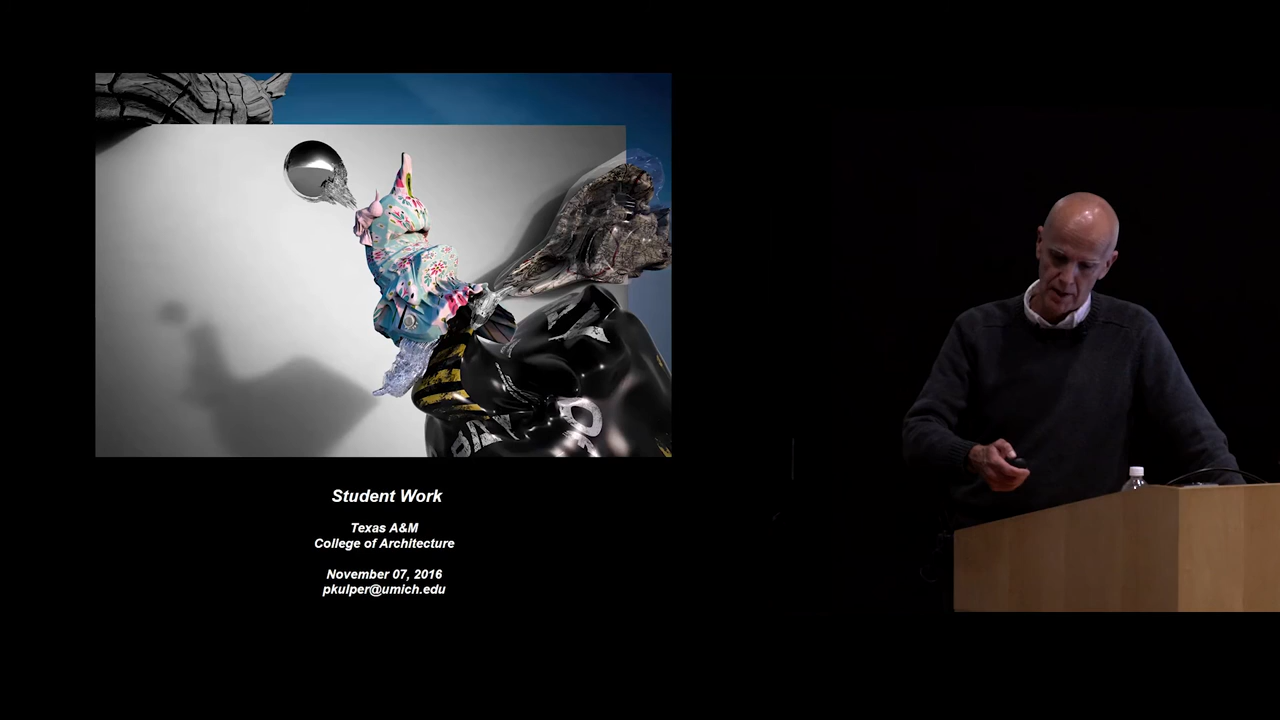 Student Work
Texas A&M
College of Architecture
November 07, 2016
pkulper@umich.edu